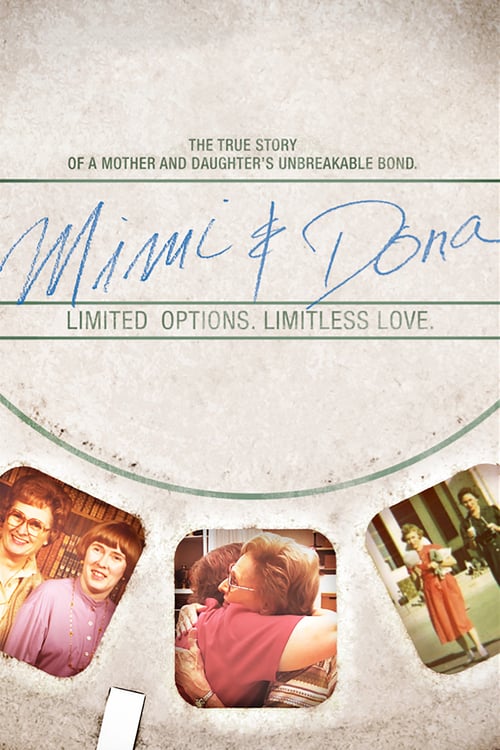 THE TRUE STORY
OF A MOTHER AND DAUGHTER'S UNBREAKABLE BOND.
Mimi & Dona
LIMITED OPTIONS. LIMITLESS LOVE.